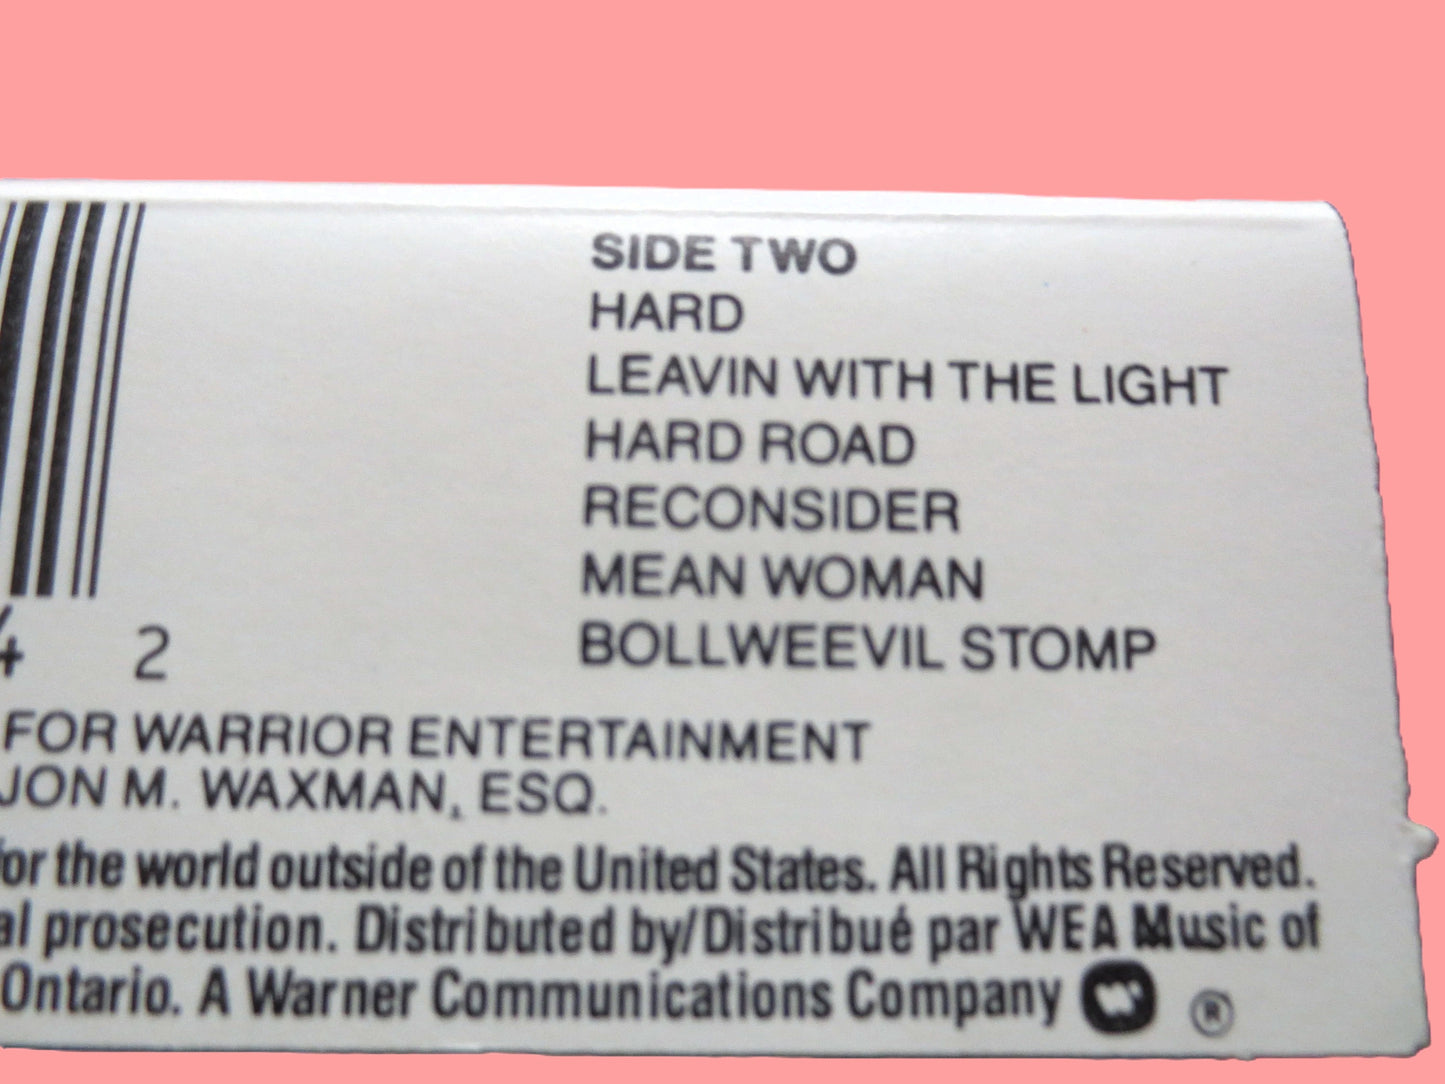 SIDE TWO
HARD
LEAVIN WITH THE LIGHT
HARD ROAD
RECONSIDER
MEAN WOMAN
BOLLWEEVIL STOMP
4 2
FOR WARRIOR ENTERTAINMENT
JON M. WAXMAN, ESQ.
for the world outside of the United States. All Rights Reserved.
al prosecution. Distributed by/Distribué par WEA Music of
Ontario. A Warner Communications Company W ®